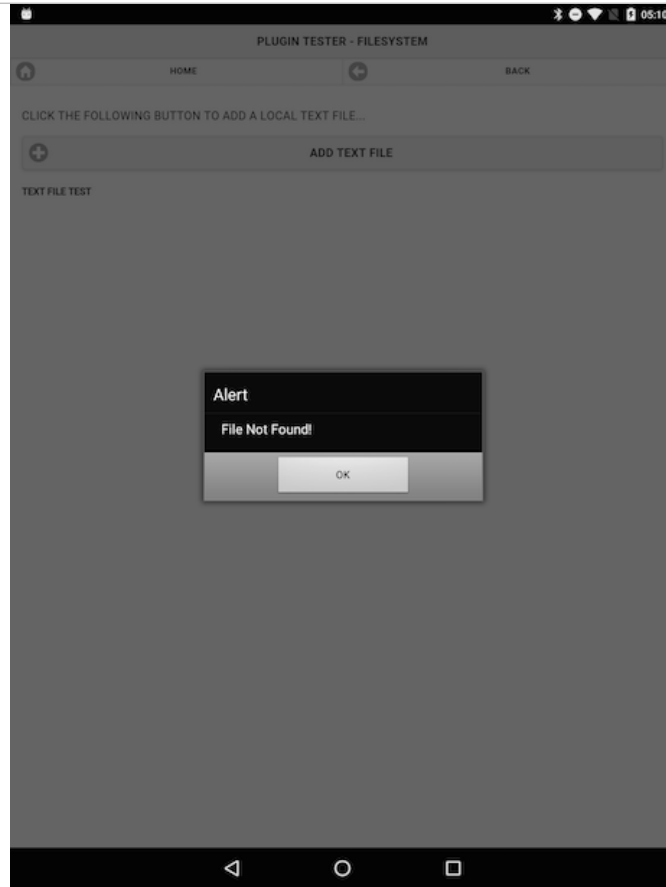 05:10
PLUGIN TESTER - FILESYSTEM
HOME BACK
CLICK THE FOLLOWING BUTTON TO ADD A LOCAL TEXT FILE...
ADD TEXT FILE
TEXT FILE TEST
Alert
File Not Found!
OK